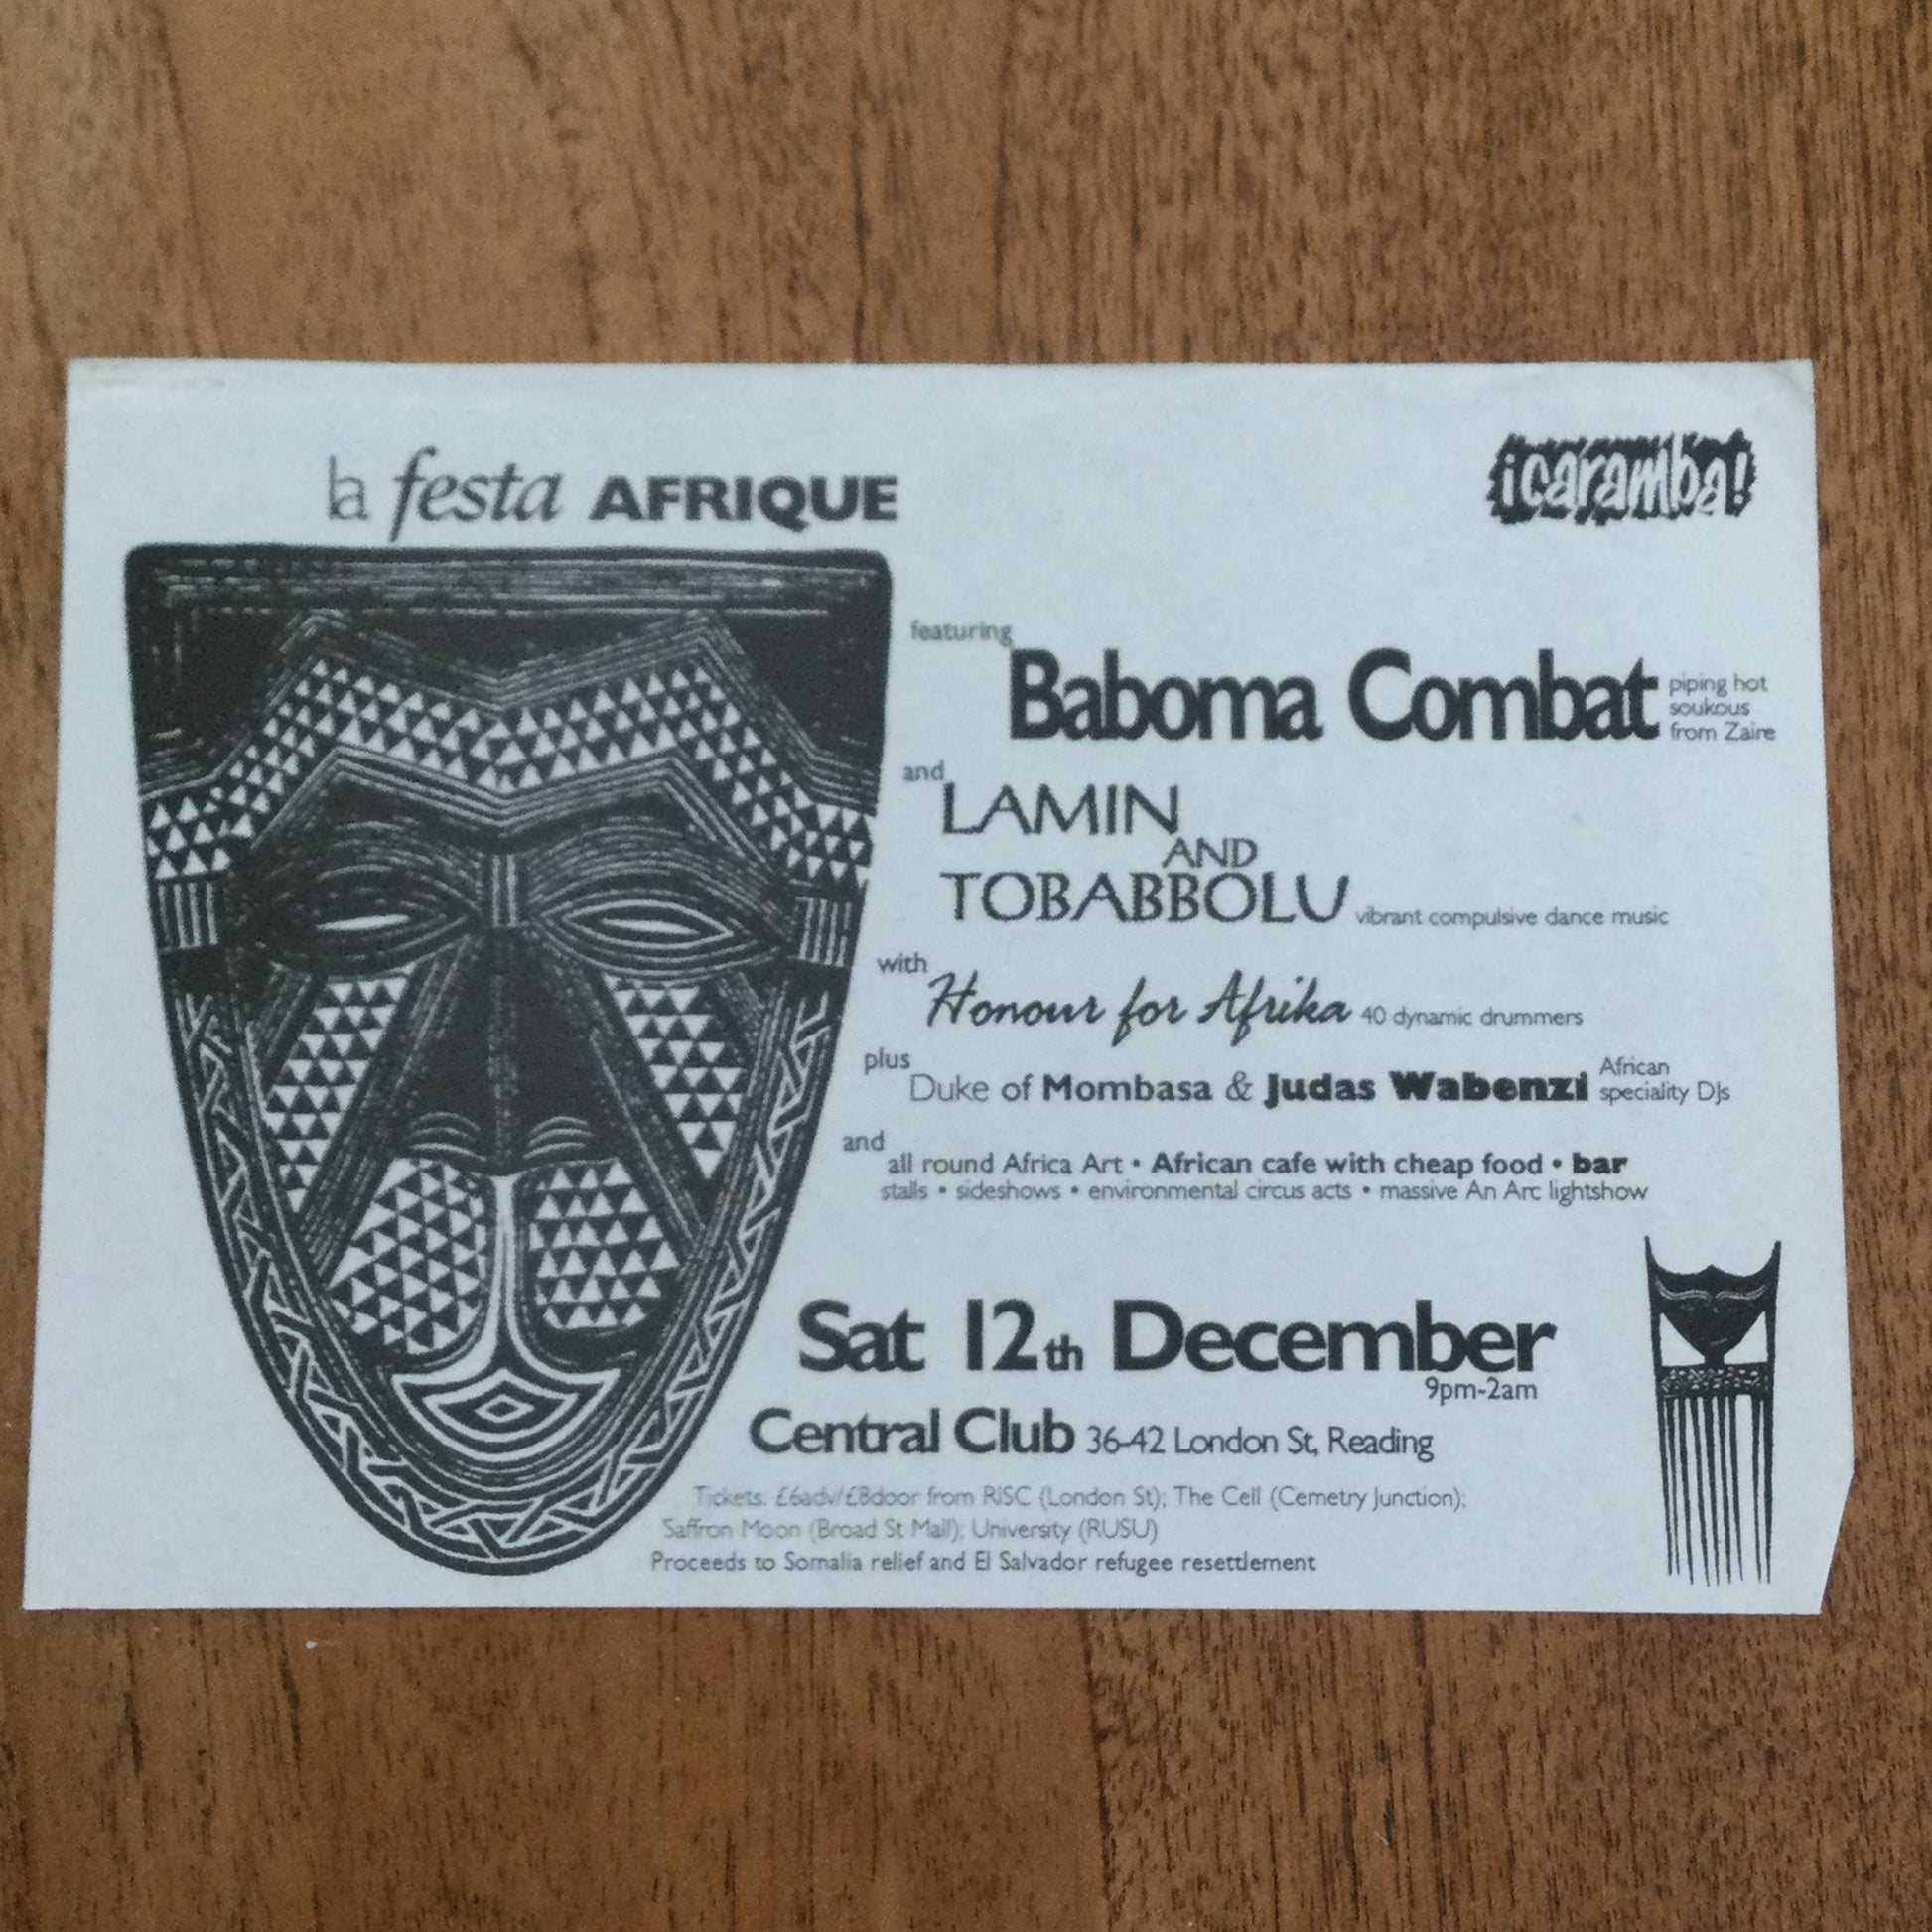 la festa AFRIQUE
¡caramba!
featuring
Baboma Combat piping hot
soukous
from Zaire
and
LAMIN
AND
TOBABBOLU vibrant compulsive dance music
with
Honour for Afrika 40 dynamic drummers
plus
Duke of Mombasa & Judas Wabenzi African
speciality DJs
and
all round Africa Art • African cafe with cheap food • bar
stalls • sideshows • environmental circus acts • massive An Arc lightshow
Sat 12th December
9pm-2am
Central Club 36-42 London St, Reading
Tickets: £6adv/£8door from RISC (London St); The Cell (Cemetry Junction);
Saffron Moon (Broad St Mall); University (RUSU)
Proceeds to Somalia relief and El Salvador refugee resettlement